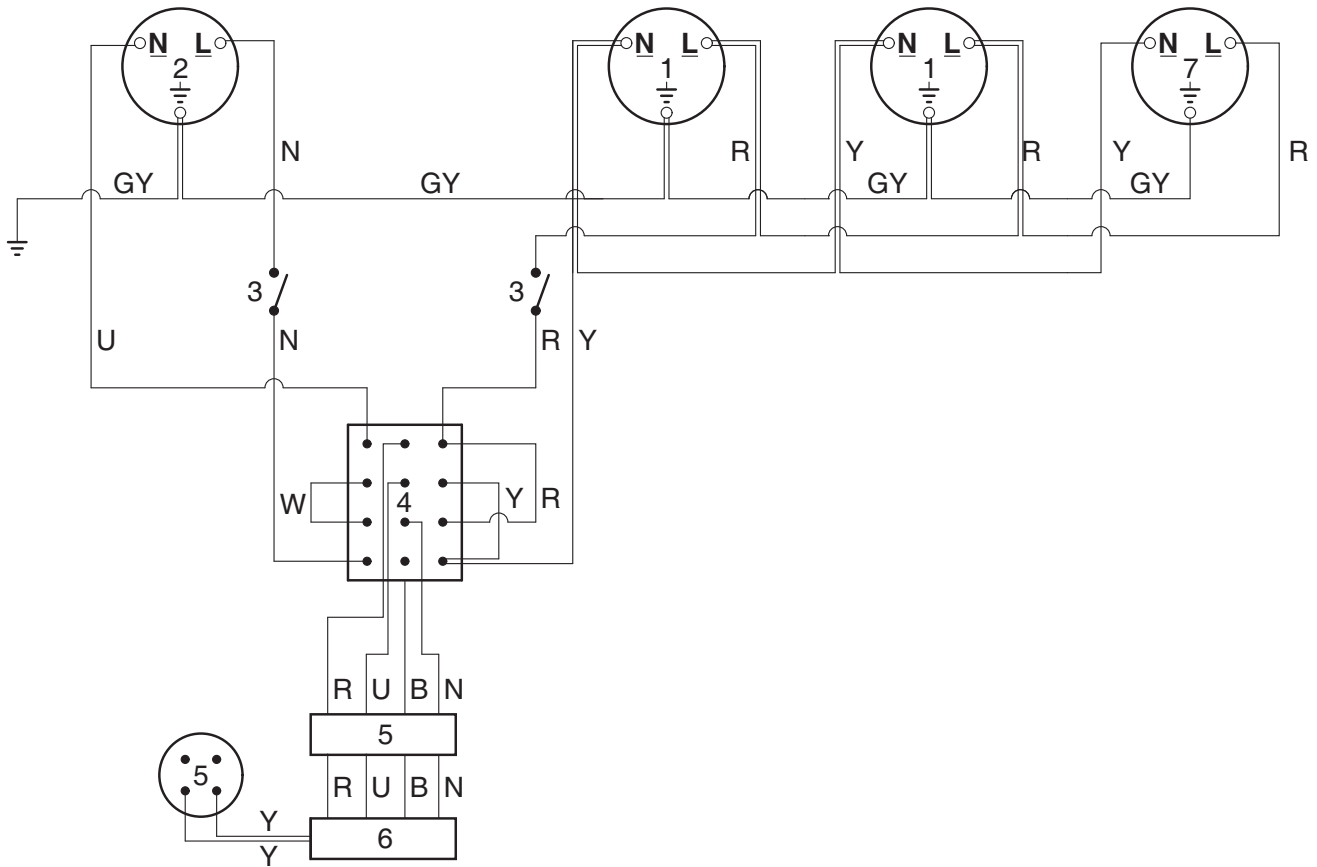 N L N L N L N L
2 1 1 7
N R Y R Y R
GY GY GY GY
3 3
U N R Y
W 4 Y R
R U B N
5
5
R U B N
Y
6
Y